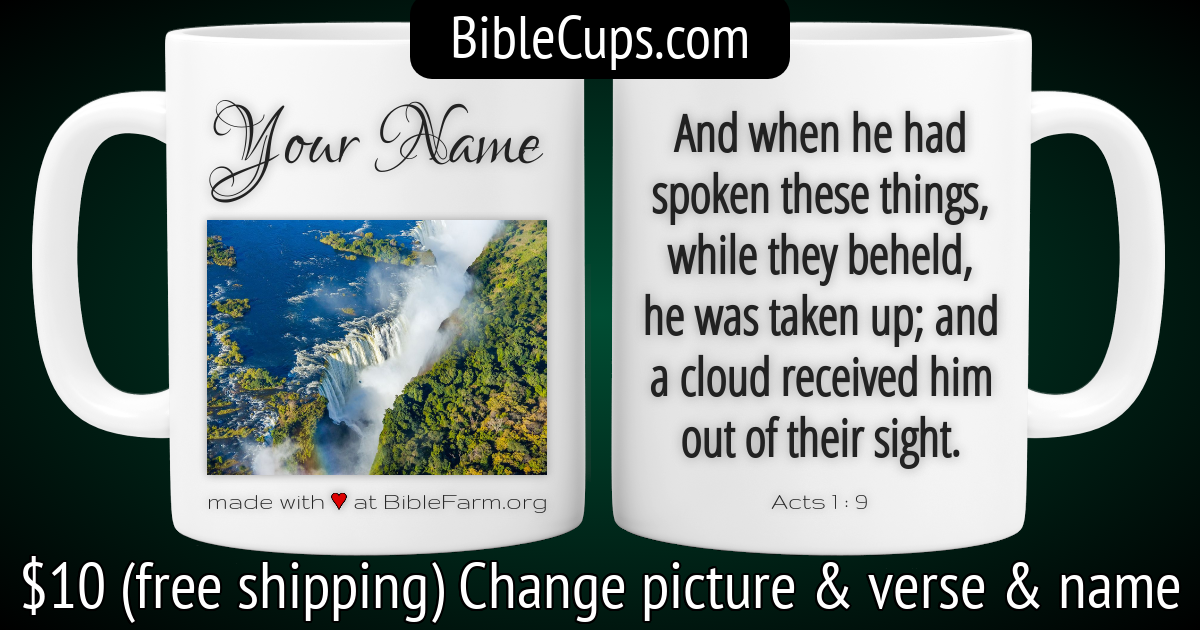 BibleCups.com
Your Name
made with ♥ at BibleFarm.org
And when he had
spoken these things,
while they beheld,
he was taken up; and
a cloud received him
out of their sight.
Acts 1 : 9
$10 (free shipping) Change picture & verse & name